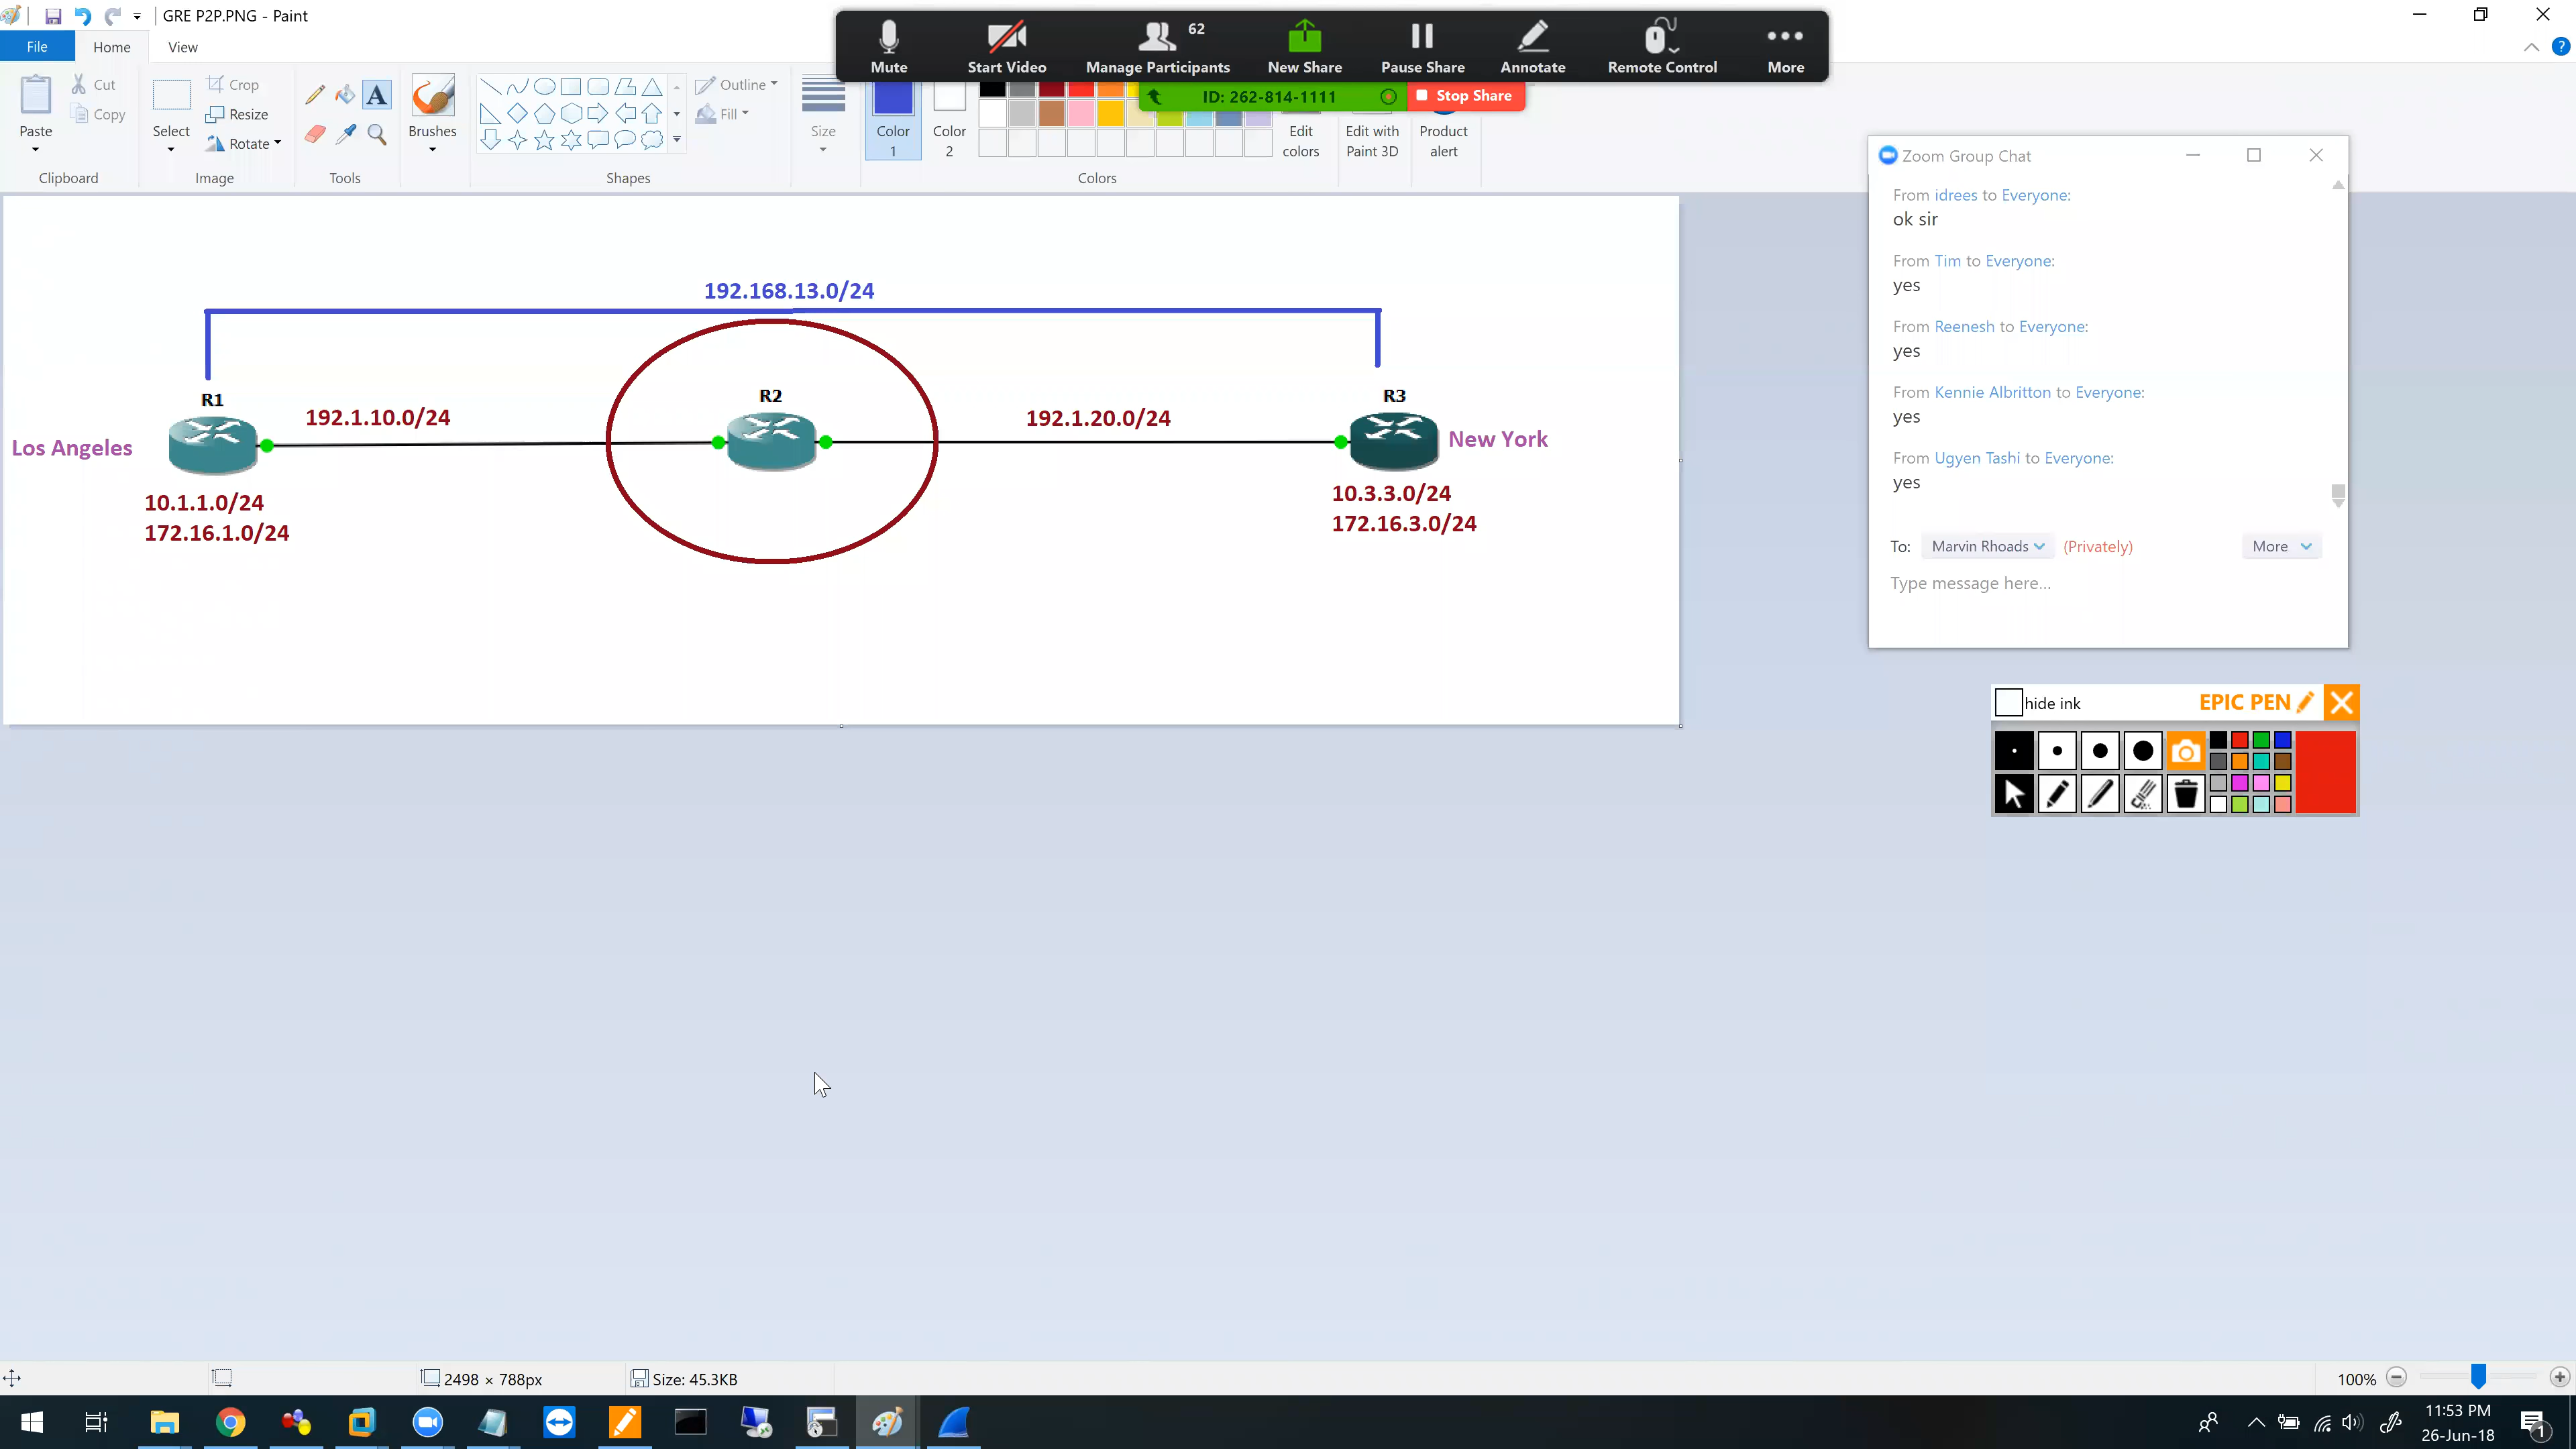 GRE P2P.PNG - Paint
File
Home
View
Mute
Start Video
62
Manage Participants
New Share
Pause Share
Annotate
Remote Control
More
ID: 262-814-1111
Stop Share
Paste
Cut
Copy
Clipboard
Select
Crop
Resize
Rotate
Image
A
Tools
Brushes
Outline
Fill
Shapes
Size
Color
1
Color
2
Edit
colors
Colors
Edit with
Paint 3D
Product
alert
192.168.13.0/24
R1
R2
R3
192.1.10.0/24
192.1.20.0/24
Los Angeles
New York
10.1.1.0/24
172.16.1.0/24
10.3.3.0/24
172.16.3.0/24
Zoom Group Chat
From idrees to Everyone:
ok sir
From Tim to Everyone:
yes
From Reenesh to Everyone:
yes
From Kennie Albritton to Everyone:
yes
From Ugyen Tashi to Everyone:
yes
To: Marvin Rhoads (Privately)
More
Type message here...
hide ink
EPIC PEN
2498 × 788px
Size: 45.3KB
100%
11:53 PM
26-Jun-18
1